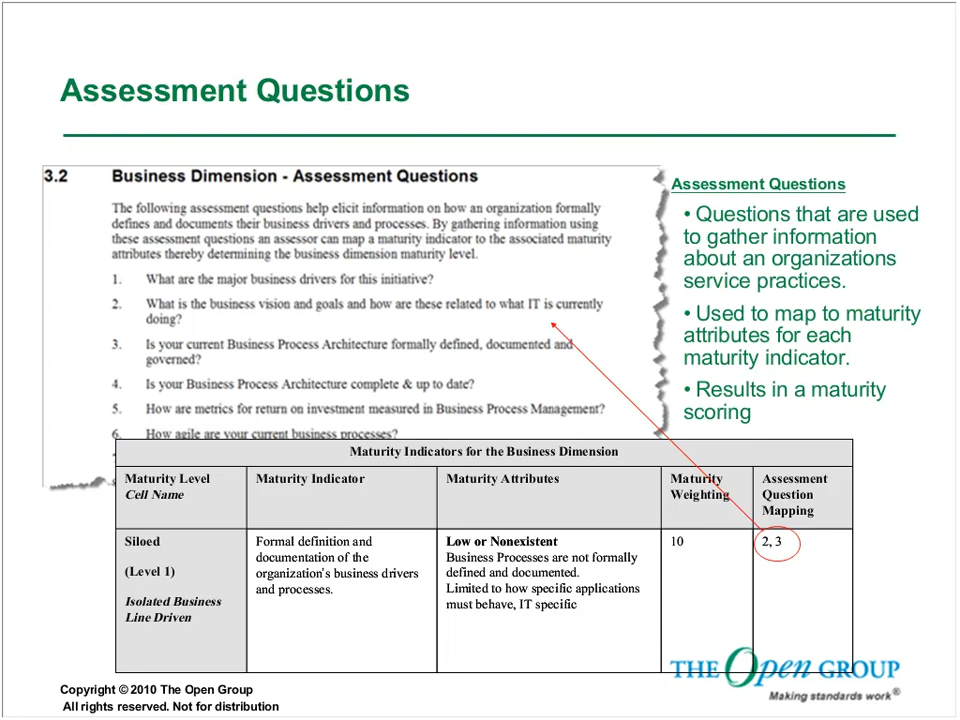 Assessment Questions
3.2 Business Dimension - Assessment Questions
The following assessment questions help elicit information on how an organization formally
defines and documents their business drivers and processes. By gathering information using
these assessment questions an assessor can map a maturity indicator to the associated maturity
attributes thereby determining the business dimension maturity level.
1. What are the major business drivers for this initiative?
2. What is the business vision and goals and how are these related to what IT is currently
doing?
3. Is your current Business Process Architecture formally defined, documented and
governed?
4. Is your Business Process Architecture complete & up to date?
5. How are metrics for return on investment measured in Business Process Management?
6. How agile are your current business processes?
Assessment Questions
• Questions that are used
to gather information
about an organizations
service practices.
• Used to map to maturity
attributes for each
maturity indicator.
• Results in a maturity
scoring
Maturity Indicators for the Business Dimension
Maturity Level
Cell Name
Maturity Indicator
Maturity Attributes
Maturity
Weighting
Assessment
Question
Mapping
Siloed
(Level 1)
Isolated Business
Line Driven
Formal definition and
documentation of the
organization's business drivers
and processes.
Low or Nonexistent
Business Processes are not formally
defined and documented.
Limited to how specific applications
must behave, IT specific
10
2, 3
THE Open GROUP
Making standards work®
Copyright © 2010 The Open Group
All rights reserved. Not for distribution